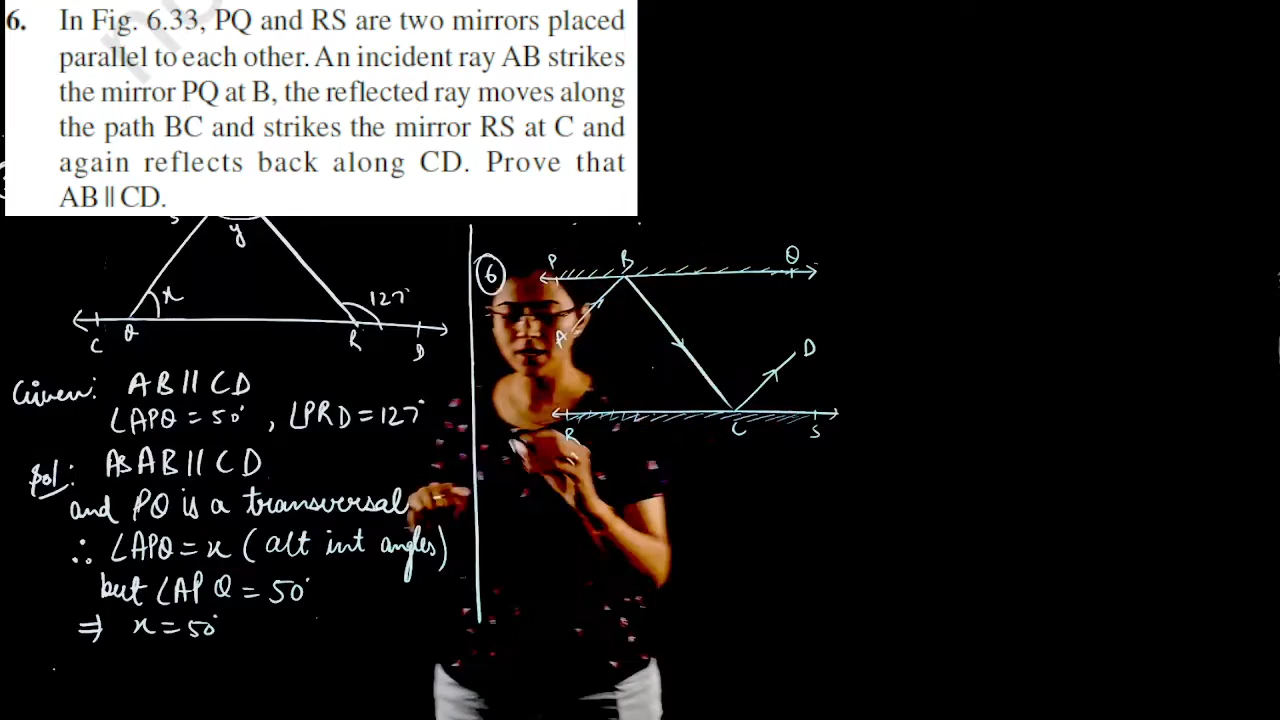 6. In Fig. 6.33, PQ and RS are two mirrors placed
parallel to each other. An incident ray AB strikes
the mirror PQ at B, the reflected ray moves along
the path BC and strikes the mirror RS at C and
again reflects back along CD. Prove that
AB || CD.
y
x
127°
C Q R D
Given: AB || CD
∠APQ = 50°, ∠PRD = 127°
Sol: As AB || CD
and PQ is a transversal
∴ ∠APQ = x (alt int angles)
but ∠APQ = 50°
⇒ x = 50°
6
P B Q
A D
R C S